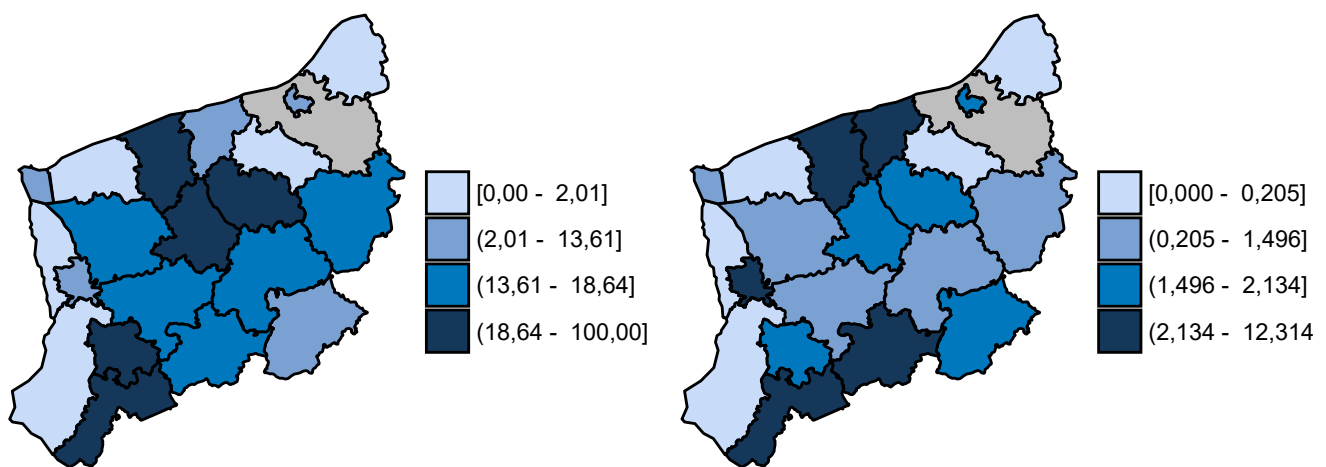 [0,00 - 2,01]
(2,01 - 13,61]
(13,61 - 18,64]
(18,64 - 100,00]
[0,000 - 0,205]
(0,205 - 1,496]
(1,496 - 2,134]
(2,134 - 12,314